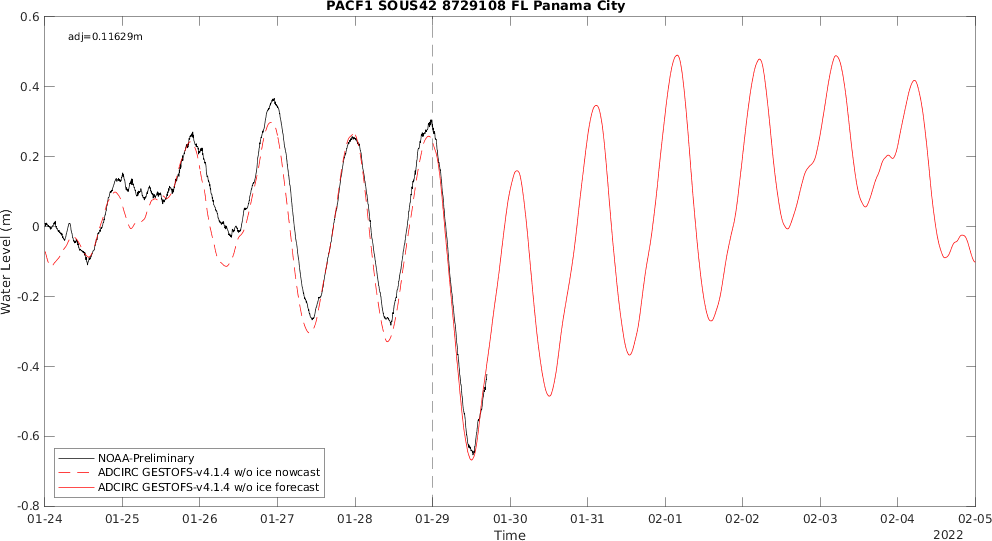 PACF1 SOUS42 8729108 FL Panama City
adj=0.11629m
0.6
0.4
0.2
0
-0.2
-0.4
-0.6
-0.8
Water Level (m)
NOAA-Preliminary
ADCIRC GESTOFS-v4.1.4 w/o ice nowcast
ADCIRC GESTOFS-v4.1.4 w/o ice forecast
01-24 01-25 01-26 01-27 01-28 01-29 01-30 01-31 02-01 02-02 02-03 02-04 02-05
Time
2022